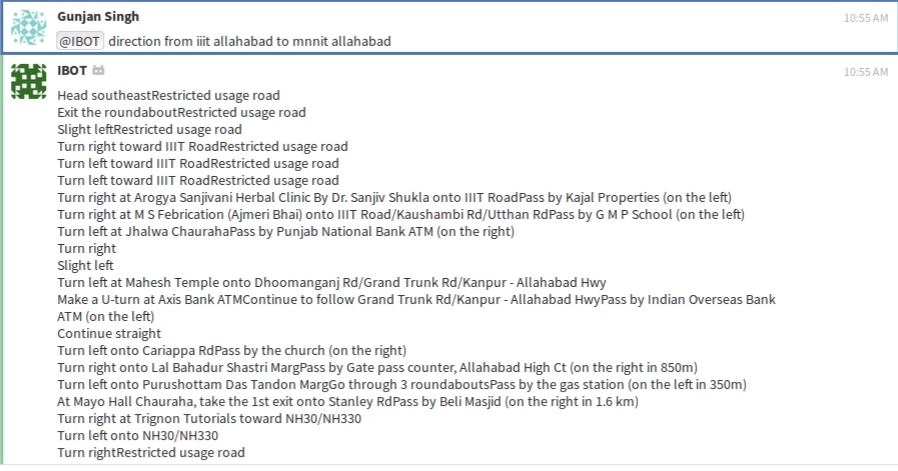 Gunjan Singh
10:55 AM
@IBOT direction from iiit allahabad to mnnit allahabad
IBOT
10:55 AM
Head southeastRestricted usage road
Exit the roundaboutRestricted usage road
Slight leftRestricted usage road
Turn right toward IIIT RoadRestricted usage road
Turn left toward IIIT RoadRestricted usage road
Turn left toward IIIT RoadRestricted usage road
Turn right at Arogya Sanjivani Herbal Clinic By Dr. Sanjiv Shukla onto IIIT RoadPass by Kajal Properties (on the left)
Turn right at M S Febrication (Ajmeri Bhai) onto IIIT Road/Kaushambi Rd/Utthan RdPass by G M P School (on the left)
Turn left at Jhalwa ChaurahaPass by Punjab National Bank ATM (on the right)
Turn right
Slight left
Turn left at Mahesh Temple onto Dhoomanganj Rd/Grand Trunk Rd/Kanpur - Allahabad Hwy
Make a U-turn at Axis Bank ATMContinue to follow Grand Trunk Rd/Kanpur - Allahabad HwyPass by Indian Overseas Bank
ATM (on the left)
Continue straight
Turn left onto Cariappa RdPass by the church (on the right)
Turn right onto Lal Bahadur Shastri MargPass by Gate pass counter, Allahabad High Ct (on the right in 850m)
Turn left onto Purushottam Das Tandon MargGo through 3 roundaboutsPass by the gas station (on the left in 350m)
At Mayo Hall Chauraha, take the 1st exit onto Stanley RdPass by Beli Masjid (on the right in 1.6 km)
Turn right at Trignon Tutorials toward NH30/NH330
Turn left onto NH30/NH330
Turn rightRestricted usage road